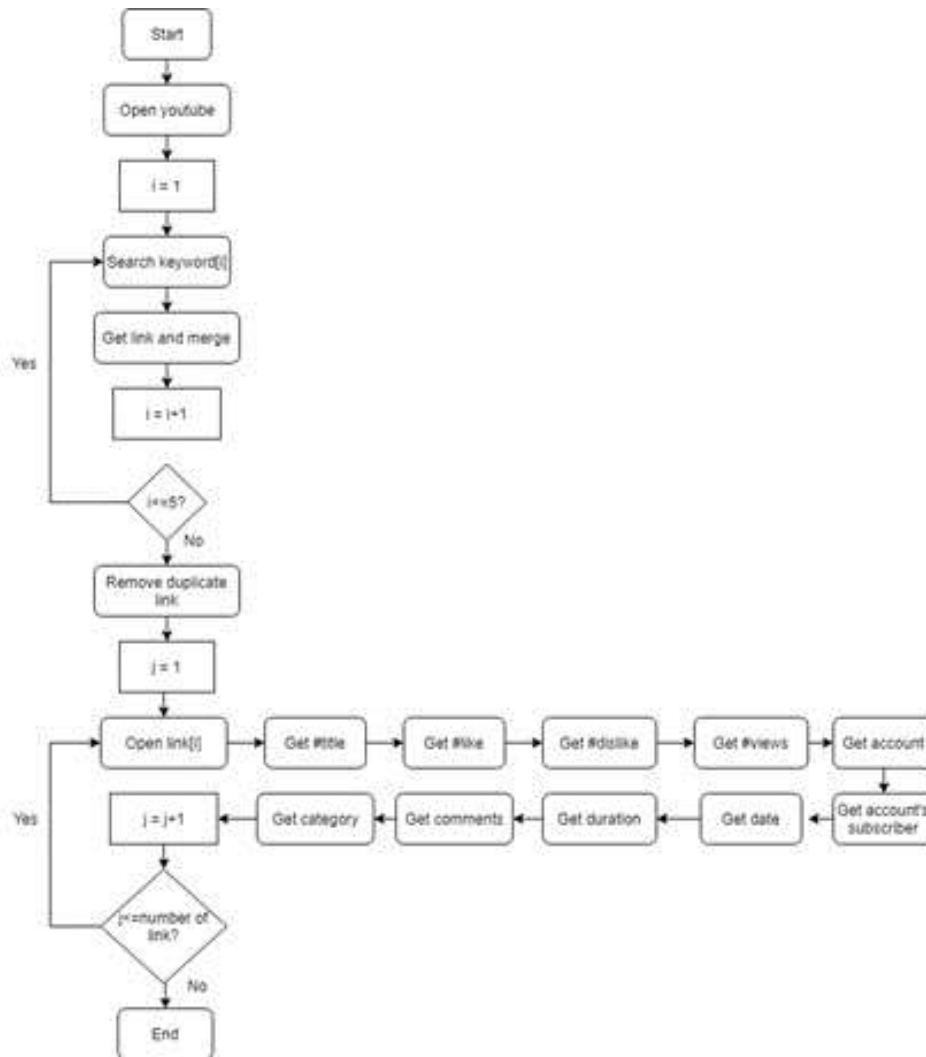 Start
Open youtube
i = 1
Search keyword[i]
Get link and merge
Yes
i = i+1
i<=5?
No
Remove duplicate
link
j = 1
Open link[i]
Get #title
Get #like
Get #dislike
Get #views
Get account
Yes
j = j+1
Get category
Get comments
Get duration
Get date
Get account's
subscriber
j<=number of
link?
No
End